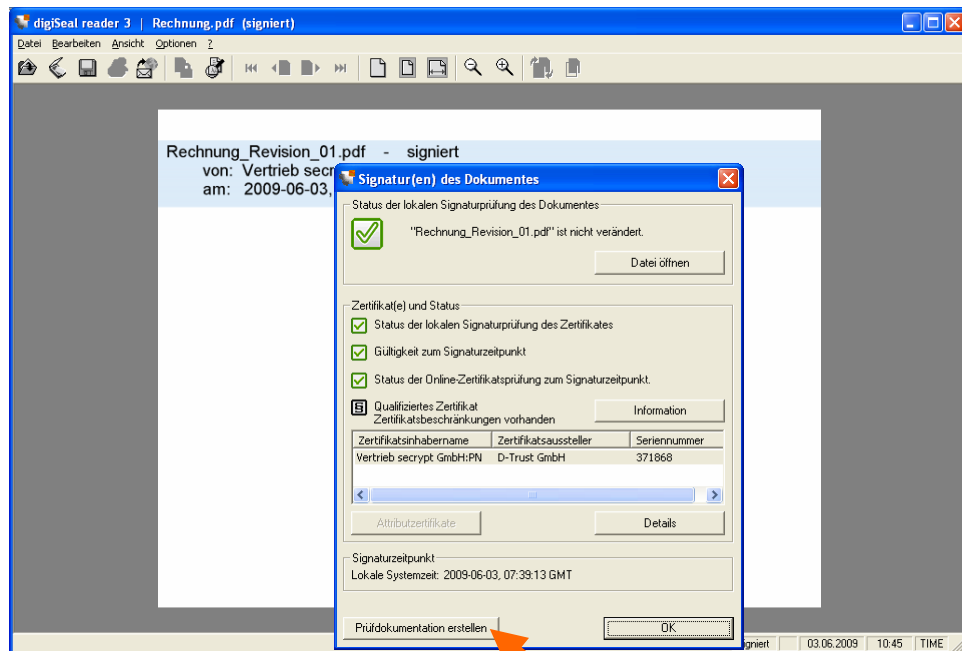 digiSeal reader 3 | Rechnung.pdf (signiert)
Datei Bearbeiten Ansicht Optionen ?
Rechnung_Revision_01.pdf - signiert
von: Vertrieb secr
am: 2009-06-03,
Signatur(en) des Dokumentes
Status der lokalen Signaturprüfung des Dokumentes
"Rechnung_Revision_01.pdf" ist nicht verändert.
Datei öffnen
Zertifikat(e) und Status
Status der lokalen Signaturprüfung des Zertifikates
Gültigkeit zum Signaturzeitpunkt
Status der Online-Zertifikatsprüfung zum Signaturzeitpunkt.
Qualifiziertes Zertifikat
Zertifikatsbeschränkungen vorhanden
Information
Zertifikatsinhabername Zertifikatsaussteller Seriennummer
Vertrieb secrypt GmbH:PN D-Trust GmbH 371868
Attributzertifikate Details
Signaturzeitpunkt
Lokale Systemzeit: 2009-06-03, 07:39:13 GMT
Prüfdokumentation erstellen OK
igniert 03.06.2009 10:45 TIME